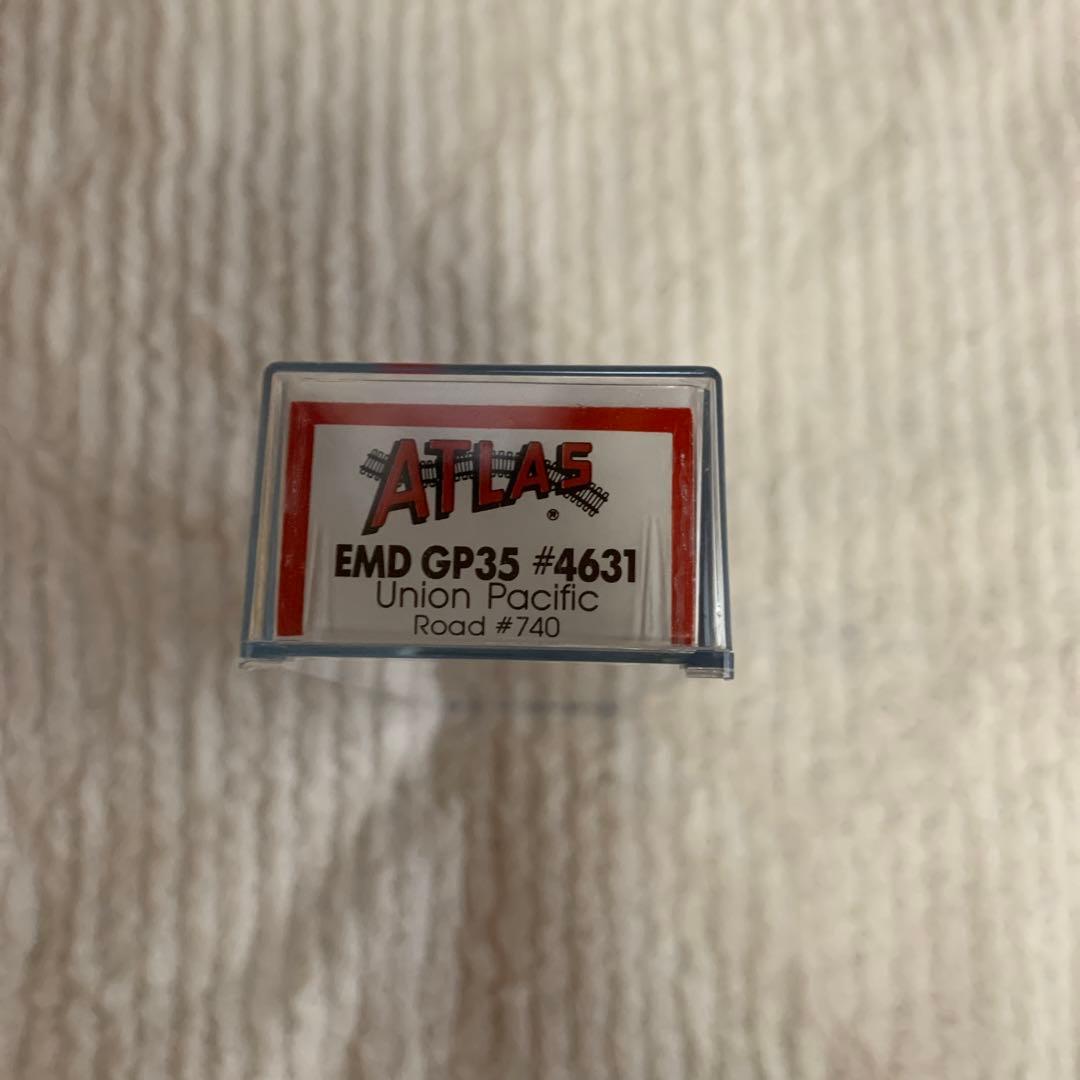 ATLAS
®
EMD GP35 #4631
Union Pacific
Road #740